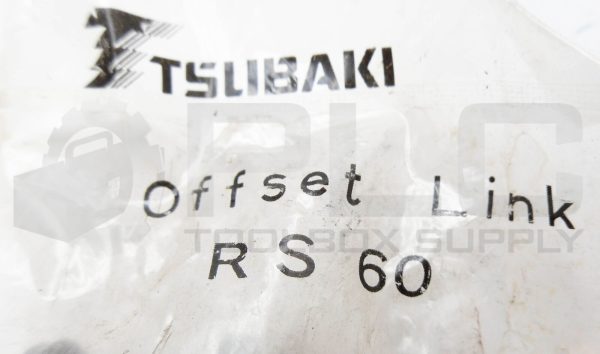 TSUBAKI
Offset Link
RS 60
PLC
TOOLBOX SUPPLY